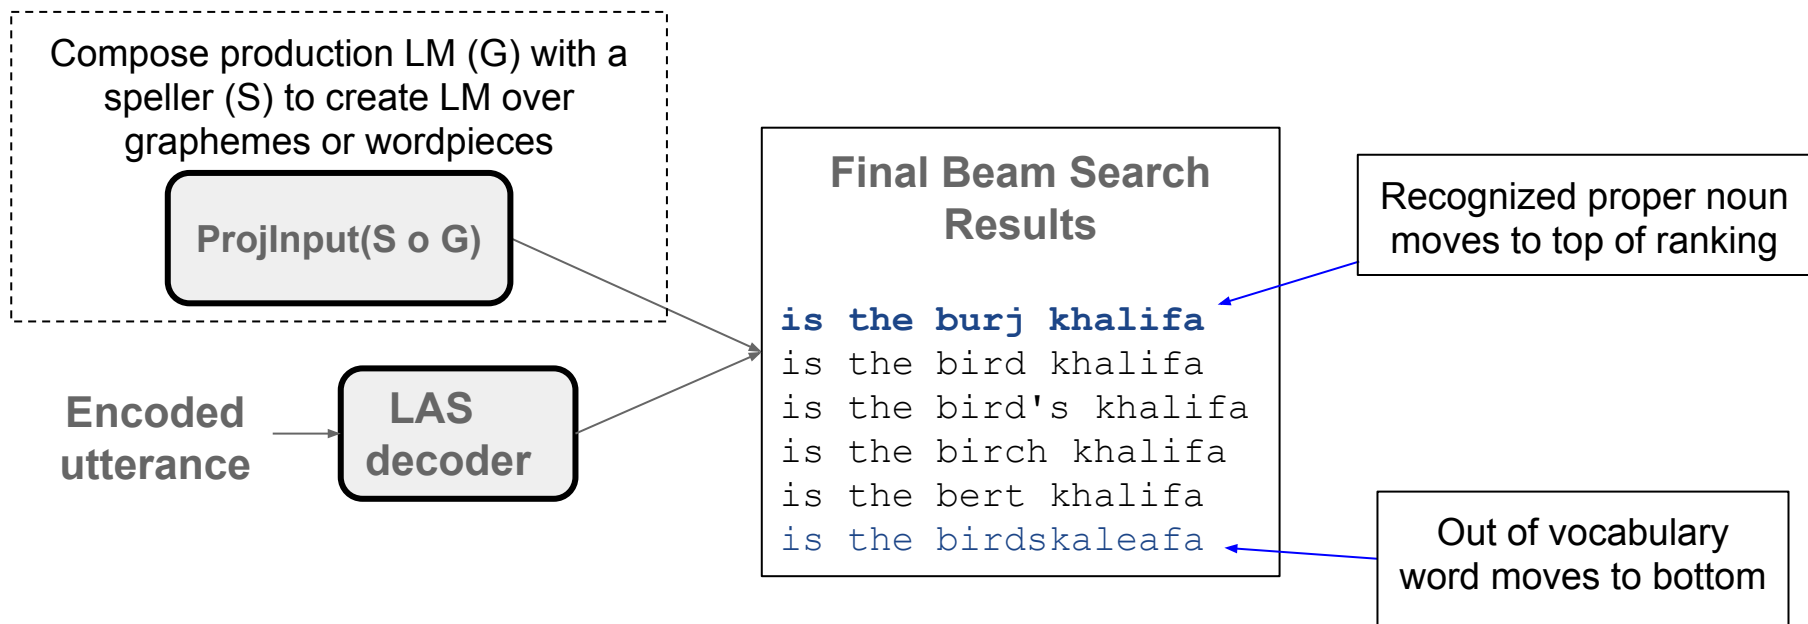 Compose production LM (G) with a
speller (S) to create LM over
graphemes or wordpieces
ProjInput(S o G)
Encoded
utterance
LAS
decoder
Final Beam Search
Results
is the burj khalifa
is the bird khalifa
is the bird's khalifa
is the birch khalifa
is the bert khalifa
is the birdskaleafa
Recognized proper noun
moves to top of ranking
Out of vocabulary
word moves to bottom